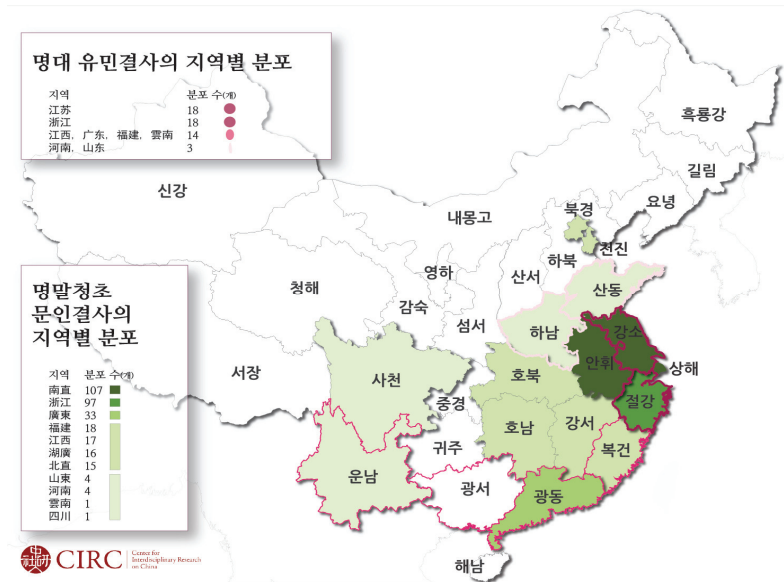 명대 유민결사의 지역별 분포
지역 분포 수(개)
江苏 18
浙江 18
江西, 广东, 福建, 雲南 14
河南, 山东 3
흑룡강
길림
요녕
신강
내몽고
북경
천진
하북
산서
영하
청해
감숙
섬서
산동
하남
명말청초
문인결사의
지역별 분포
지역 분포 수(개)
南直 107
浙江 97
廣東 33
福建 18
江西 17
湖廣 16
北直 15
山東 4
河南 4
雲南 1
四川 1
강소
안휘
상해
서장
사천
호북
절강
중경
호남
강서
귀주
복건
운남
광서
광동
해남
CIRC
Center for
Interdisciplinary Research
on China